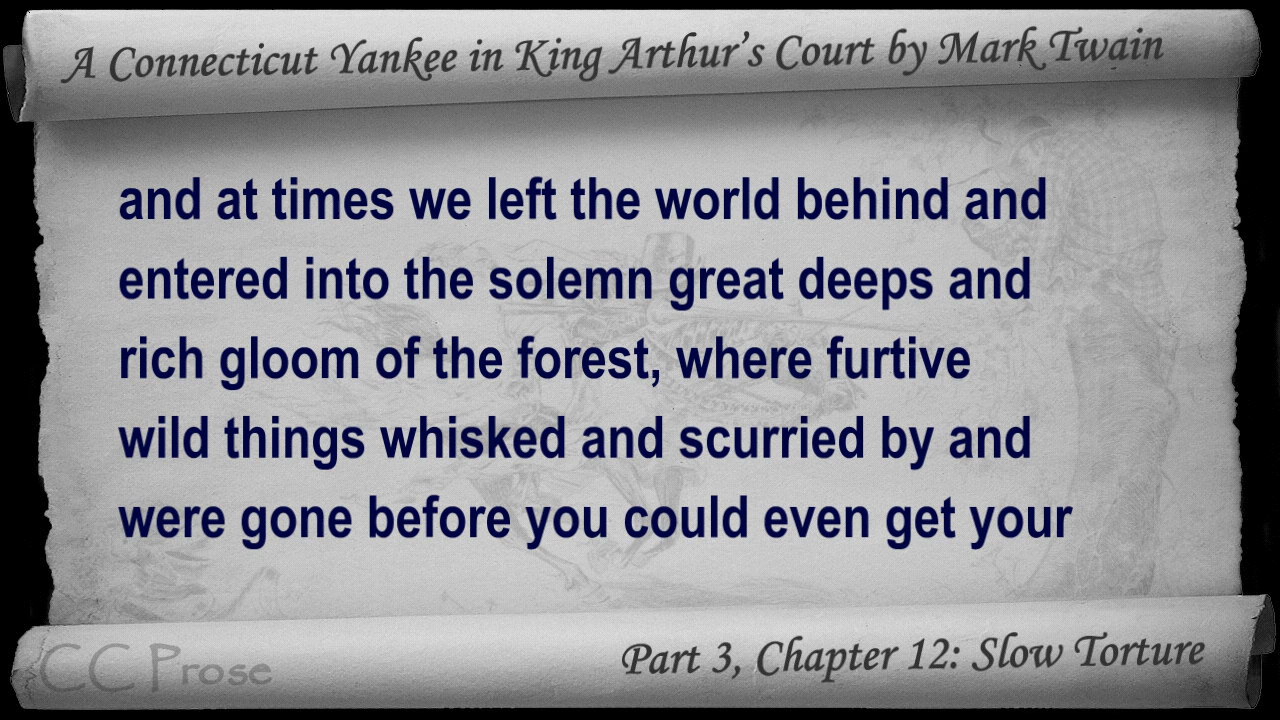 A Connecticut Yankee in King Arthur's Court by Mark Twain
and at times we left the world behind and
entered into the solemn great deeps and
rich gloom of the forest, where furtive
wild things whisked and scurried by and
were gone before you could even get your
CC Prose
Part 3, Chapter 12: Slow Torture